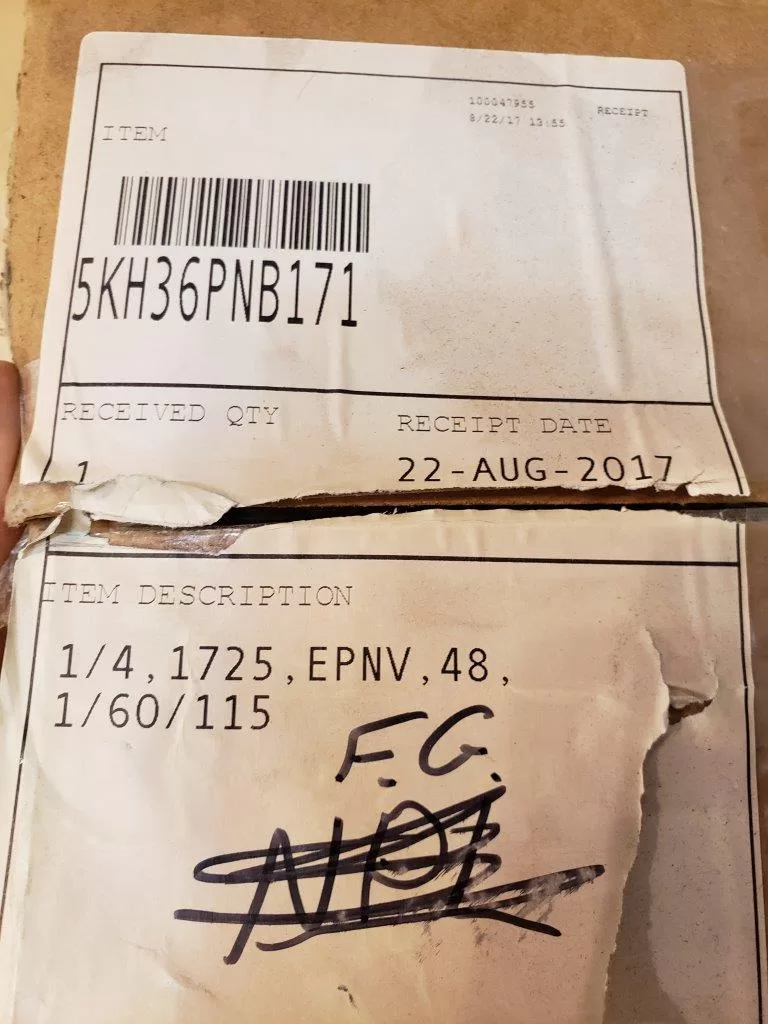 100047955 RECEIPT
8/22/17 13:55
ITEM
5KH36PNB171
RECEIVED QTY RECEIPT DATE
1 22-AUG-2017
ITEM DESCRIPTION
1/4,1725,EPNV,48,
1/60/115
F.G.